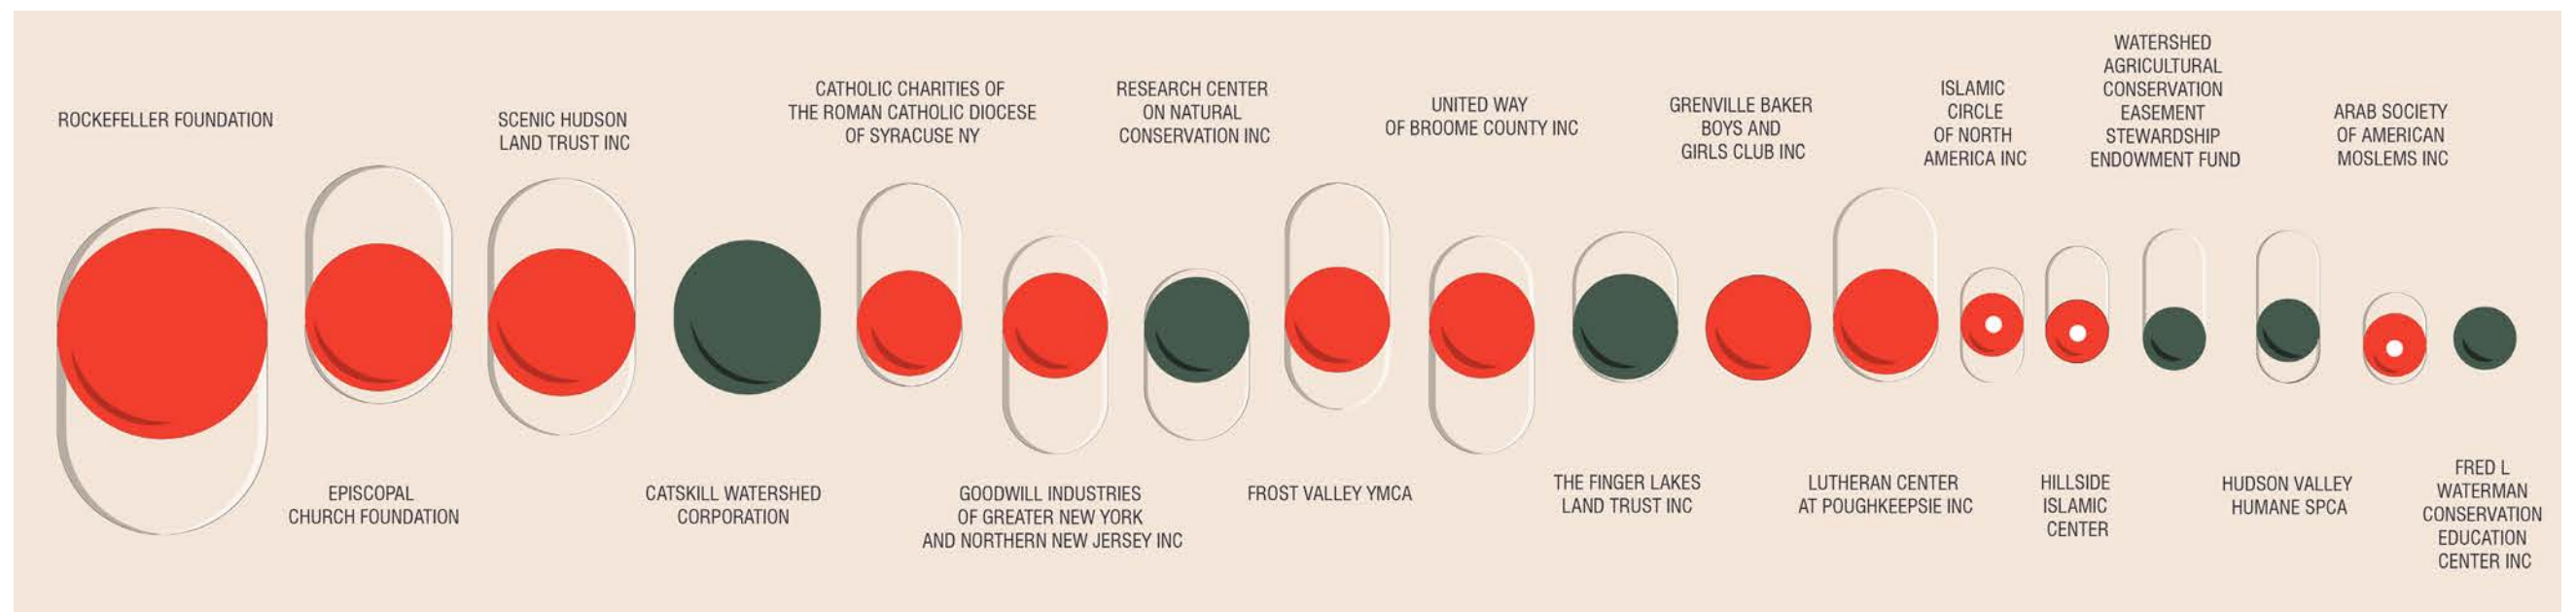 ROCKEFELLER FOUNDATION
EPISCOPAL
CHURCH FOUNDATION
SCENIC HUDSON
LAND TRUST INC
CATSKILL WATERSHED
CORPORATION
CATHOLIC CHARITIES OF
THE ROMAN CATHOLIC DIOCESE
OF SYRACUSE NY
GOODWILL INDUSTRIES
OF GREATER NEW YORK
AND NORTHERN NEW JERSEY INC
RESEARCH CENTER
ON NATURAL
CONSERVATION INC
FROST VALLEY YMCA
UNITED WAY
OF BROOME COUNTY INC
THE FINGER LAKES
LAND TRUST INC
GRENVILLE BAKER
BOYS AND
GIRLS CLUB INC
LUTHERAN CENTER
AT POUGHKEEPSIE INC
ISLAMIC
CIRCLE
OF NORTH
AMERICA INC
HILLSIDE
ISLAMIC
CENTER
WATERSHED
AGRICULTURAL
CONSERVATION
EASEMENT
STEWARDSHIP
ENDOWMENT FUND
HUDSON VALLEY
HUMANE SPCA
ARAB SOCIETY
OF AMERICAN
MOSLEMS INC
FRED L
WATERMAN
CONSERVATION
EDUCATION
CENTER INC